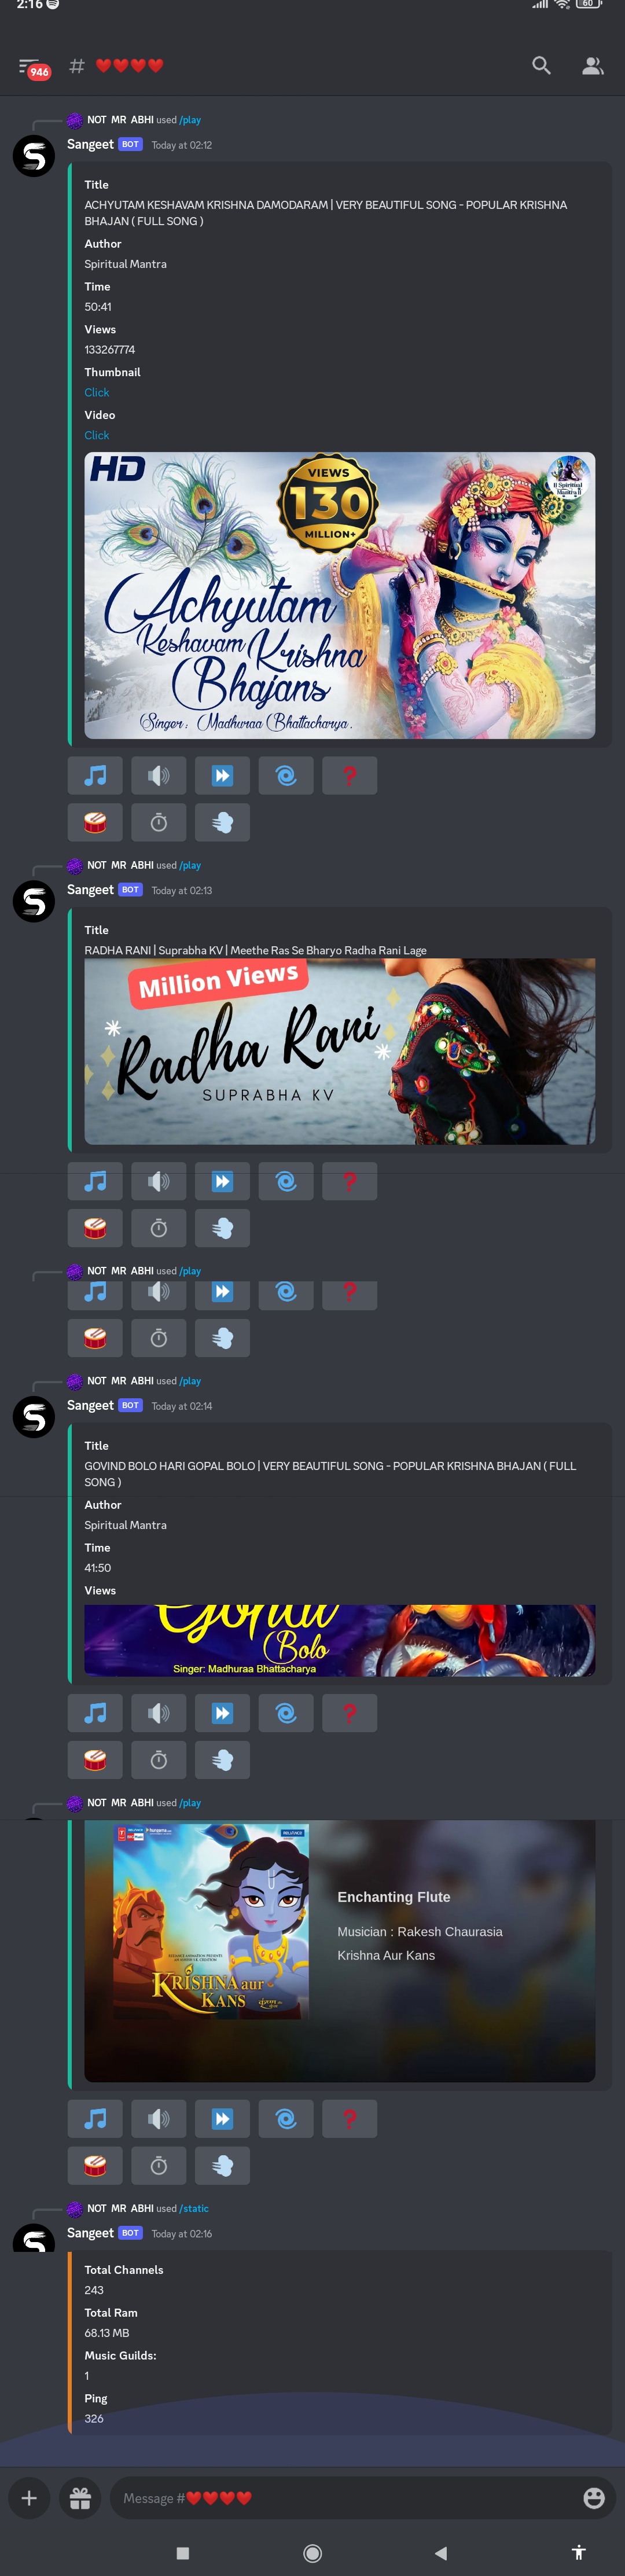 2:16
60
946
# ❤️❤️❤️❤️
NOT MR ABHI used /play
Sangeet BOT Today at 02:12
Title
ACHYUTAM KESHAVAM KRISHNA DAMODARAM | VERY BEAUTIFUL SONG - POPULAR KRISHNA
BHAJAN ( FULL SONG )
Author
Spiritual Mantra
Time
50:41
Views
133267774
Thumbnail
Click
Video
Click
HD
VIEWS
130
MILLION+
Spiritual
Mantra
Achyutam
Keshavam Krishna
Bhajans
Singer: Madhuraa Bhattacharya.
NOT MR ABHI used /play
Sangeet BOT Today at 02:13
Title
RADHA RANI | Suprabha KV | Meethe Ras Se Bharyo Radha Rani Lage
Million Views
Radha Rani
SUPRABHA KV
NOT MR ABHI used /play
NOT MR ABHI used /play
Sangeet BOT Today at 02:14
Title
GOVIND BOLO HARI GOPAL BOLO | VERY BEAUTIFUL SONG - POPULAR KRISHNA BHAJAN ( FULL
SONG )
Author
Spiritual Mantra
Time
41:50
Views
Bolo
Singer: Madhuraa Bhattacharya
NOT MR ABHI used /play
Enchanting Flute
Musician : Rakesh Chaurasia
Krishna Aur Kans
KRISHNA aur
KANS
NOT MR ABHI used /static
Sangeet BOT Today at 02:16
Total Channels
243
Total Ram
68.13 MB
Music Guilds:
1
Ping
326
Message #❤️❤️❤️❤️